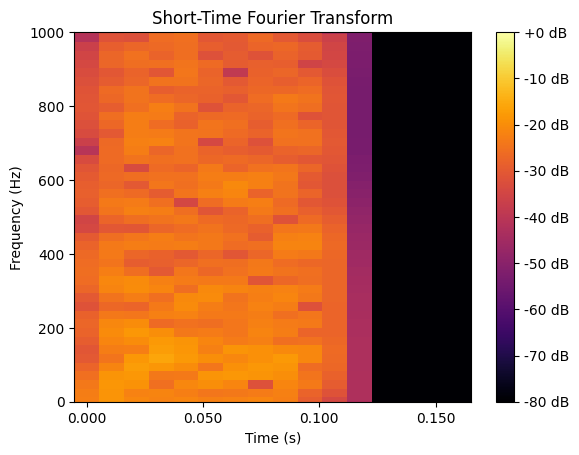 Short-Time Fourier Transform
1000
800
600
400
200
0
Frequency (Hz)
0.000
0.050
0.100
0.150
Time (s)
+0 dB
-10 dB
-20 dB
-30 dB
-40 dB
-50 dB
-60 dB
-70 dB
-80 dB